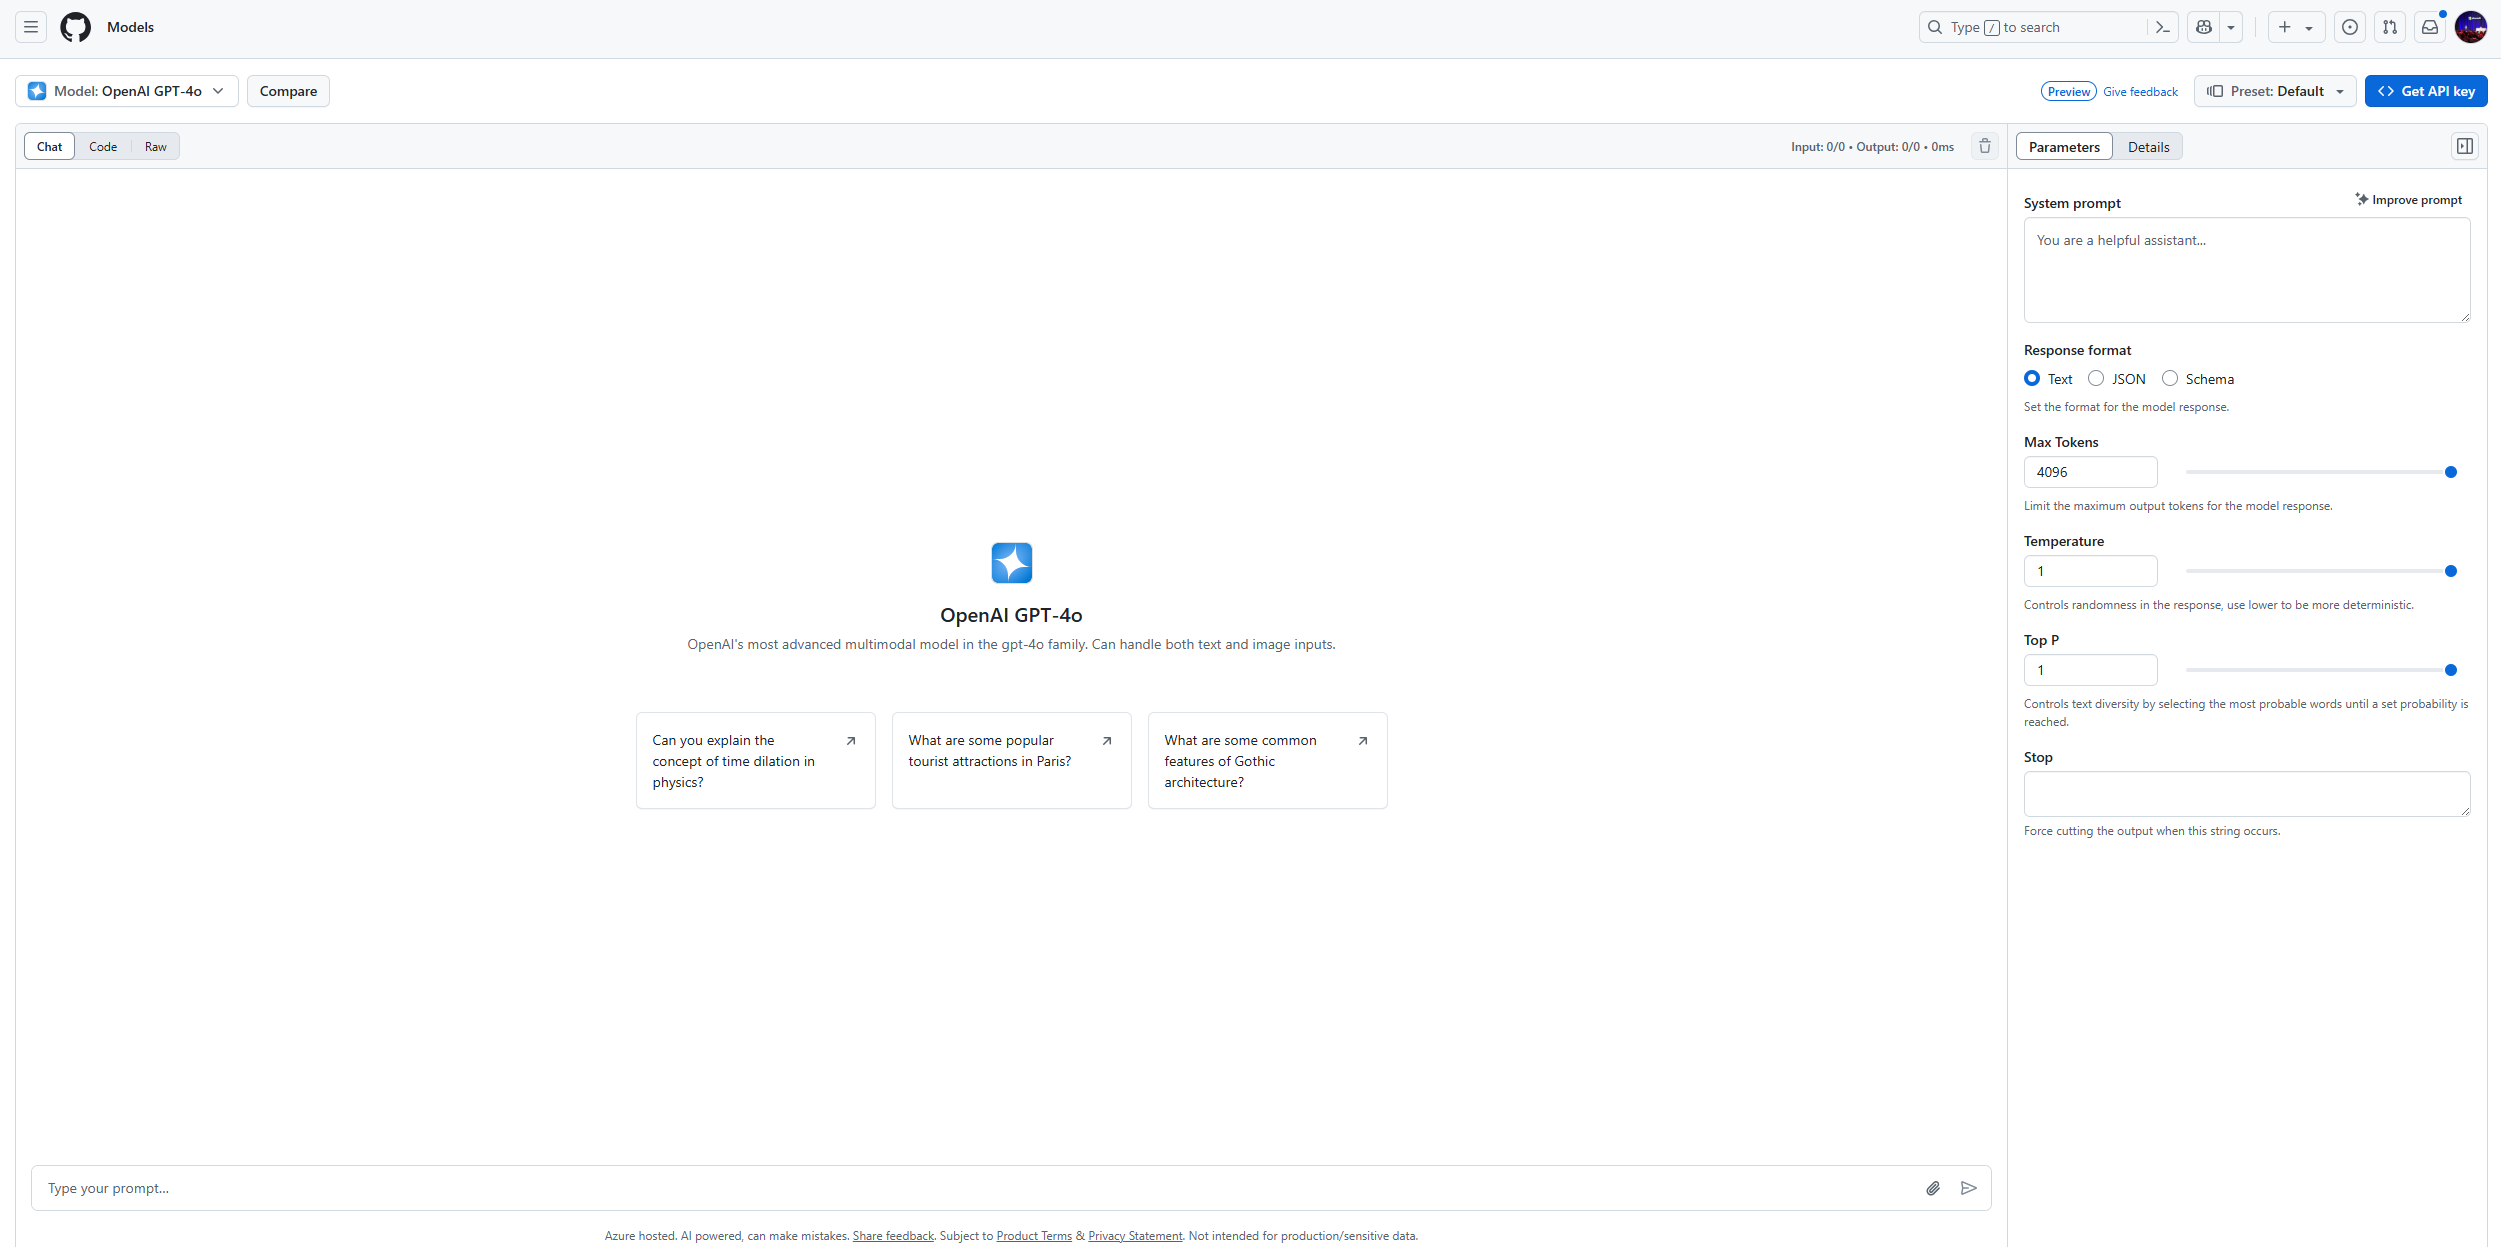 Models
Type / to search
Model: OpenAI GPT-4o
Compare
Preview
Give feedback
Preset: Default
Get API key
Chat
Code
Raw
Input: 0/0 • Output: 0/0 • 0ms
Parameters
Details
OpenAI GPT-4o
OpenAI's most advanced multimodal model in the gpt-4o family. Can handle both text and image inputs.
Can you explain the
concept of time dilation in
physics?
What are some popular
tourist attractions in Paris?
What are some common
features of Gothic
architecture?
Type your prompt...
Azure hosted. AI powered, can make mistakes. Share feedback. Subject to Product Terms & Privacy Statement. Not intended for production/sensitive data.
System prompt
Improve prompt
You are a helpful assistant...
Response format
Text
JSON
Schema
Set the format for the model response.
Max Tokens
4096
Limit the maximum output tokens for the model response.
Temperature
1
Controls randomness in the response, use lower to be more deterministic.
Top P
1
Controls text diversity by selecting the most probable words until a set probability is
reached.
Stop
Force cutting the output when this string occurs.